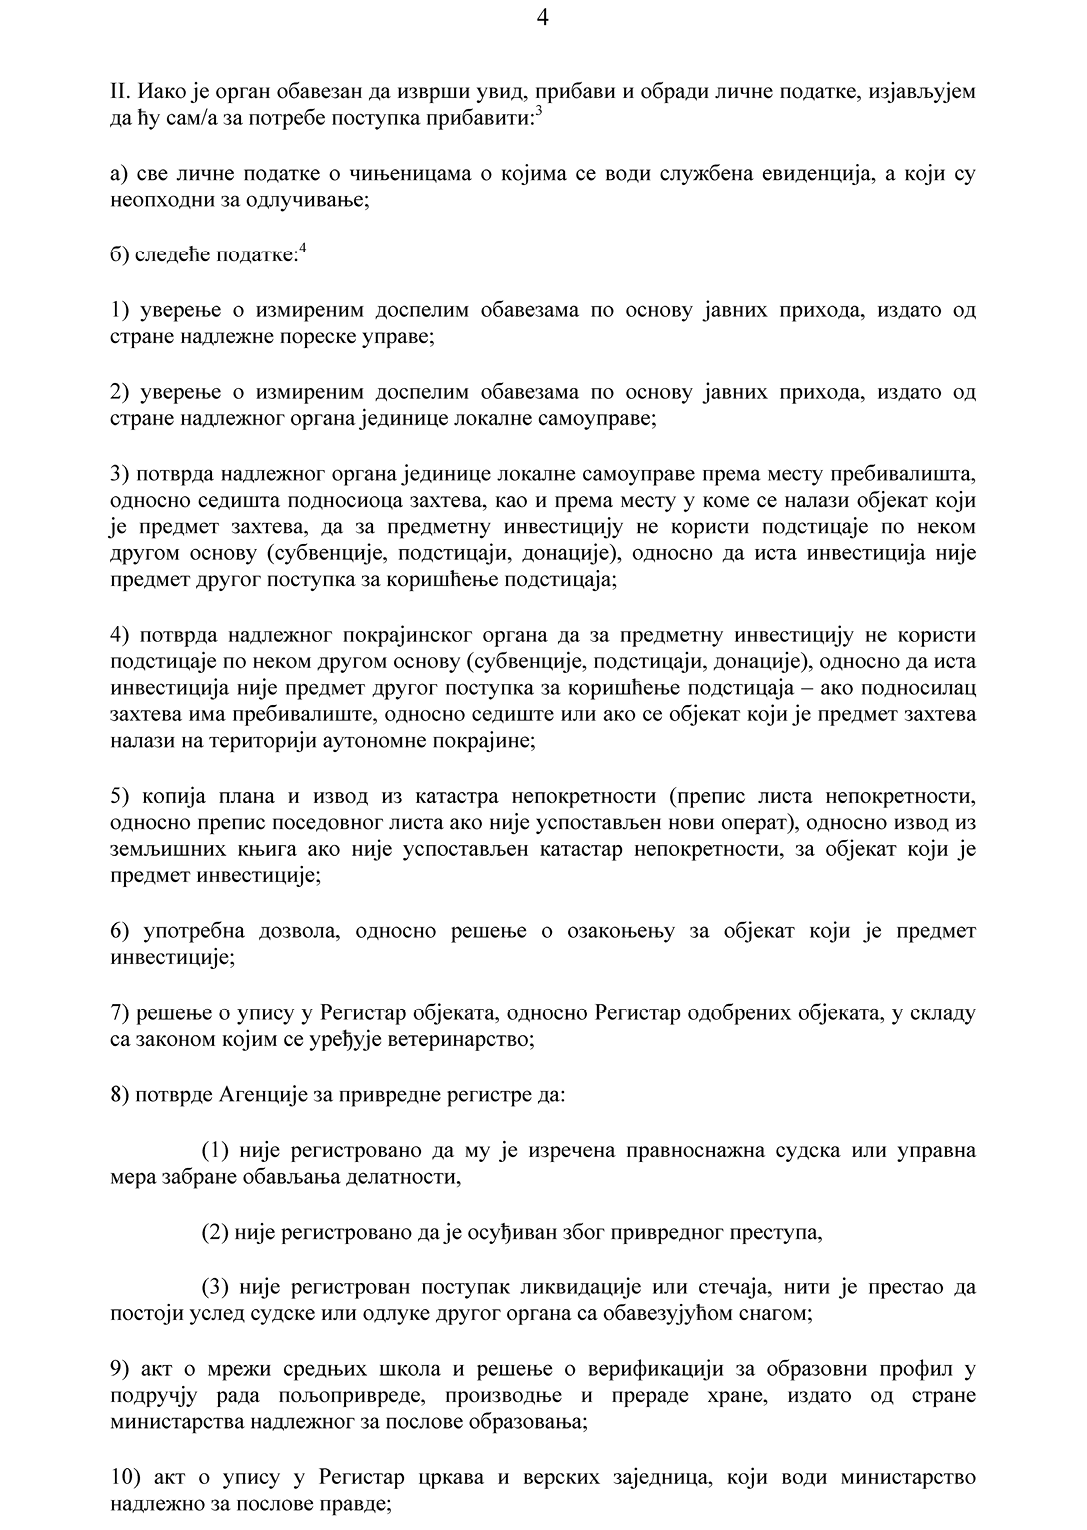 4
II. Иако је орган обавезан да изврши увид, прибави и обради личне податке, изјављујем
да ћу сам/а за потребе поступка прибавити:3
а) све личне податке о чињеницама о којима се води службена евиденција, а који су
неопходни за одлучивање;
б) следеће податке:4
1) уверење о измиреним доспелим обавезама по основу јавних прихода, издато од
стране надлежне пореске управе;
2) уверење о измиреним доспелим обавезама по основу јавних прихода, издато од
стране надлежног органа јединице локалне самоуправе;
3) потврда надлежног органа јединице локалне самоуправе према месту пребивалишта,
односно седишта подносиоца захтева, као и према месту у коме се налази објекат који
је предмет захтева, да за предметну инвестицију не користи подстицаје по неком
другом основу (субвенције, подстицаји, донације), односно да иста инвестиција није
предмет другог поступка за коришћење подстицаја;
4) потврда надлежног покрајинског органа да за предметну инвестицију не користи
подстицаје по неком другом основу (субвенције, подстицаји, донације), односно да иста
инвестиција није предмет другог поступка за коришћење подстицаја – ако подносилац
захтева има пребивалиште, односно седиште или ако се објекат који је предмет захтева
налази на територији аутономне покрајине;
5) копија плана и извод из катастра непокретности (препис листа непокретности,
односно препис поседовног листа ако није успостављен нови операт), односно извод из
земљишних књига ако није успостављен катастар непокретности, за објекат који је
предмет инвестиције;
6) употребна дозвола, односно решење о озакоњењу за објекат који је предмет
инвестиције;
7) решење о упису у Регистар објеката, односно Регистар одобрених објеката, у складу
са законом којим се уређује ветеринарство;
8) потврде Агенције за привредне регистре да:
(1) није регистровано да му је изречена правноснажна судска или управна
мера забране обављања делатности,
(2) није регистровано да је осуђиван због привредног преступа,
(3) није регистрован поступак ликвидације или стечаја, нити је престао да
постоји услед судске или одлуке другог органа са обавезујућом снагом;
9) акт о мрежи средњих школа и решење о верификацији за образовни профил у
подручју рада пољопривреде, производње и прераде хране, издато од стране
министарства надлежног за послове образовања;
10) акт о упису у Регистар цркава и верских заједница, који води министарство
надлежно за послове правде;